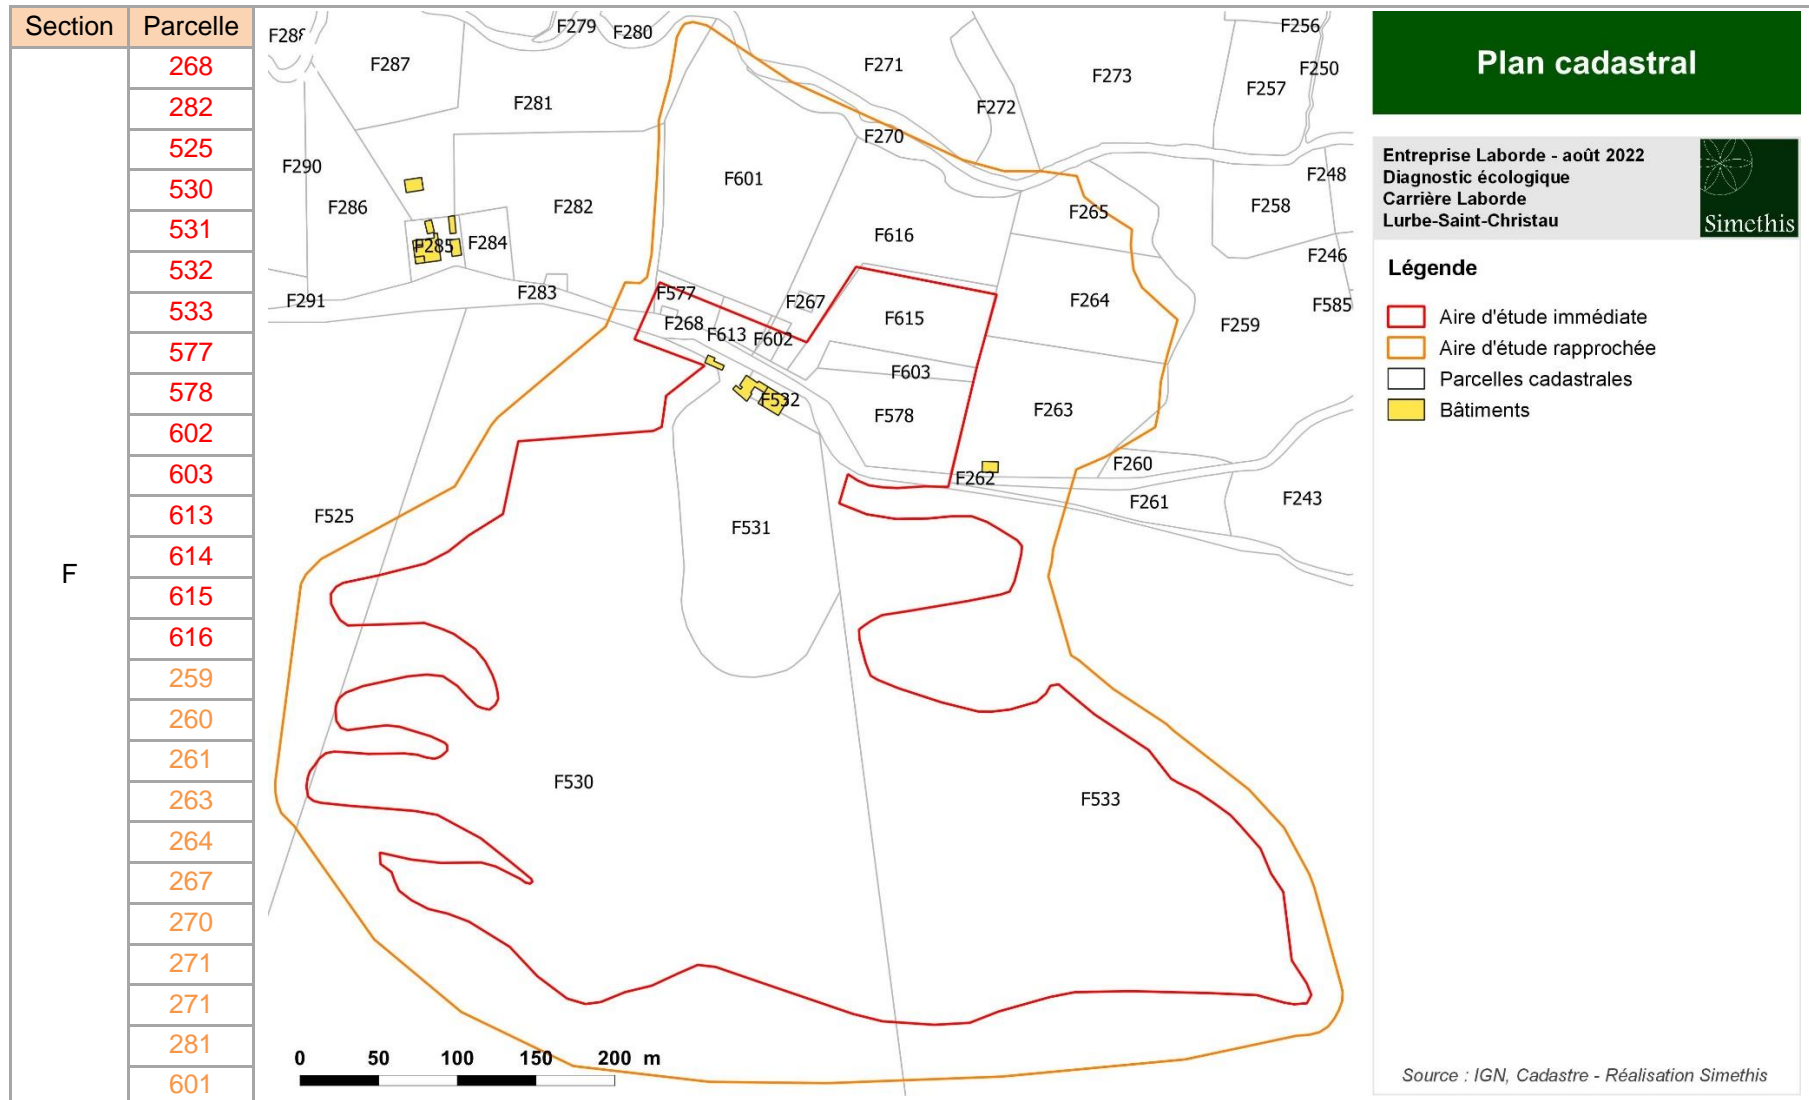 Section Parcelle
F
268
282
525
530
531
532
533
577
578
602
603
613
614
615
616
259
260
261
263
264
267
270
271
271
281
601
F279
F280
F256
F287
F271
F273
F250
F257
F281
F272
F270
F290
F601
F248
F286
F282
F265
F258
F285
F284
F616
F246
F291
F283
F577
F267
F264
F585
F268
F613
F602
F615
F259
F603
F532
F578
F263
F260
F262
F261
F243
F525
F531
F530
F533
0 50 100 150 200 m
Plan cadastral
Entreprise Laborde - août 2022
Diagnostic écologique
Carrière Laborde
Lurbe-Saint-Christau
Simethis
Légende
Aire d'étude immédiate
Aire d'étude rapprochée
Parcelles cadastrales
Bâtiments
Source : IGN, Cadastre - Réalisation Simethis